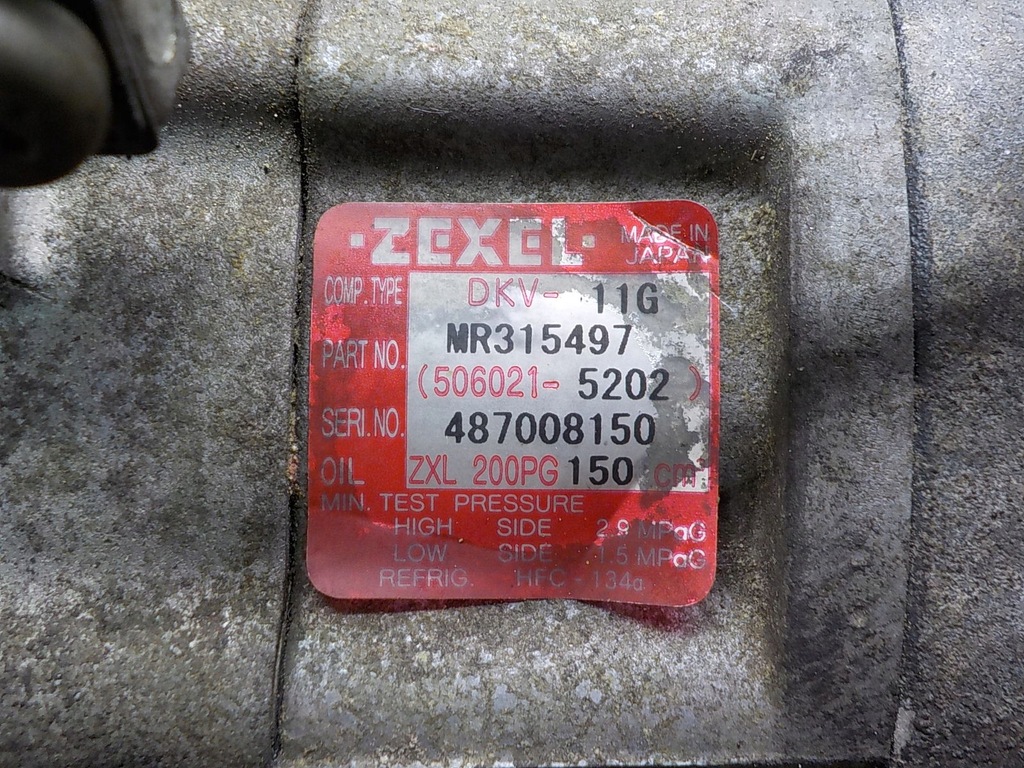 ·ZEXEL· MADE IN JAPAN
COMP. TYPE DKV- 11G
PART NO. MR315497
(506021- 5202 )
SERI. NO. 487008150
OIL ZXL 200PG 150 cm³
MIN. TEST PRESSURE
HIGH SIDE 2.9 MPaG
LOW SIDE 1.5 MPaG
REFRIG. HFC-134a